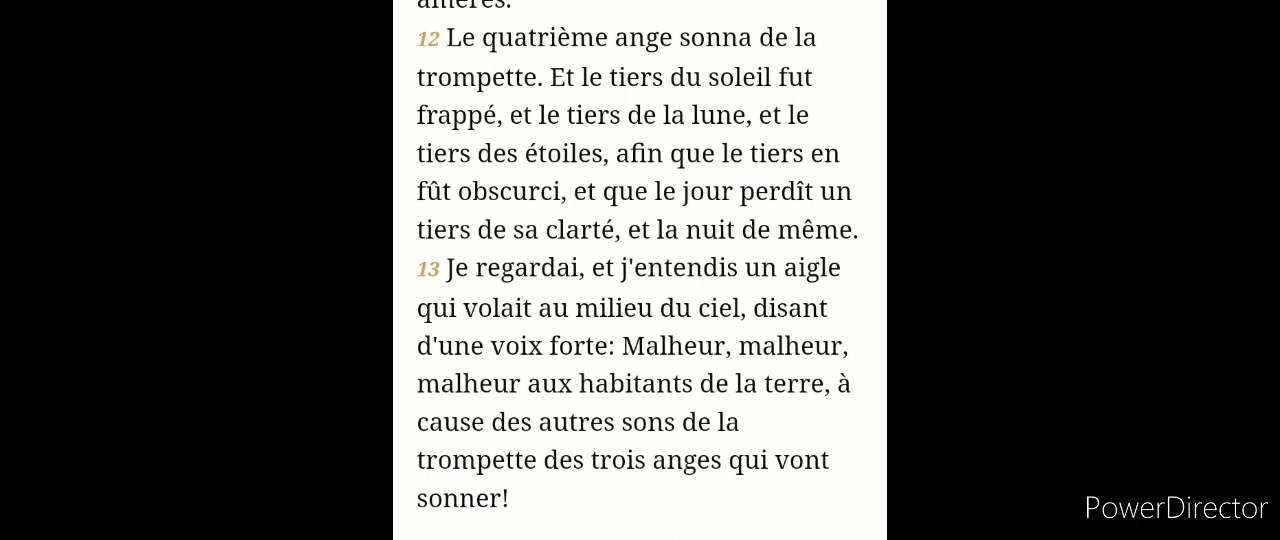 amères.
12 Le quatrième ange sonna de la
trompette. Et le tiers du soleil fut
frappé, et le tiers de la lune, et le
tiers des étoiles, afin que le tiers en
fût obscurci, et que le jour perdît un
tiers de sa clarté, et la nuit de même.
13 Je regardai, et j'entendis un aigle
qui volait au milieu du ciel, disant
d'une voix forte: Malheur, malheur,
malheur aux habitants de la terre, à
cause des autres sons de la
trompette des trois anges qui vont
sonner!
PowerDirector